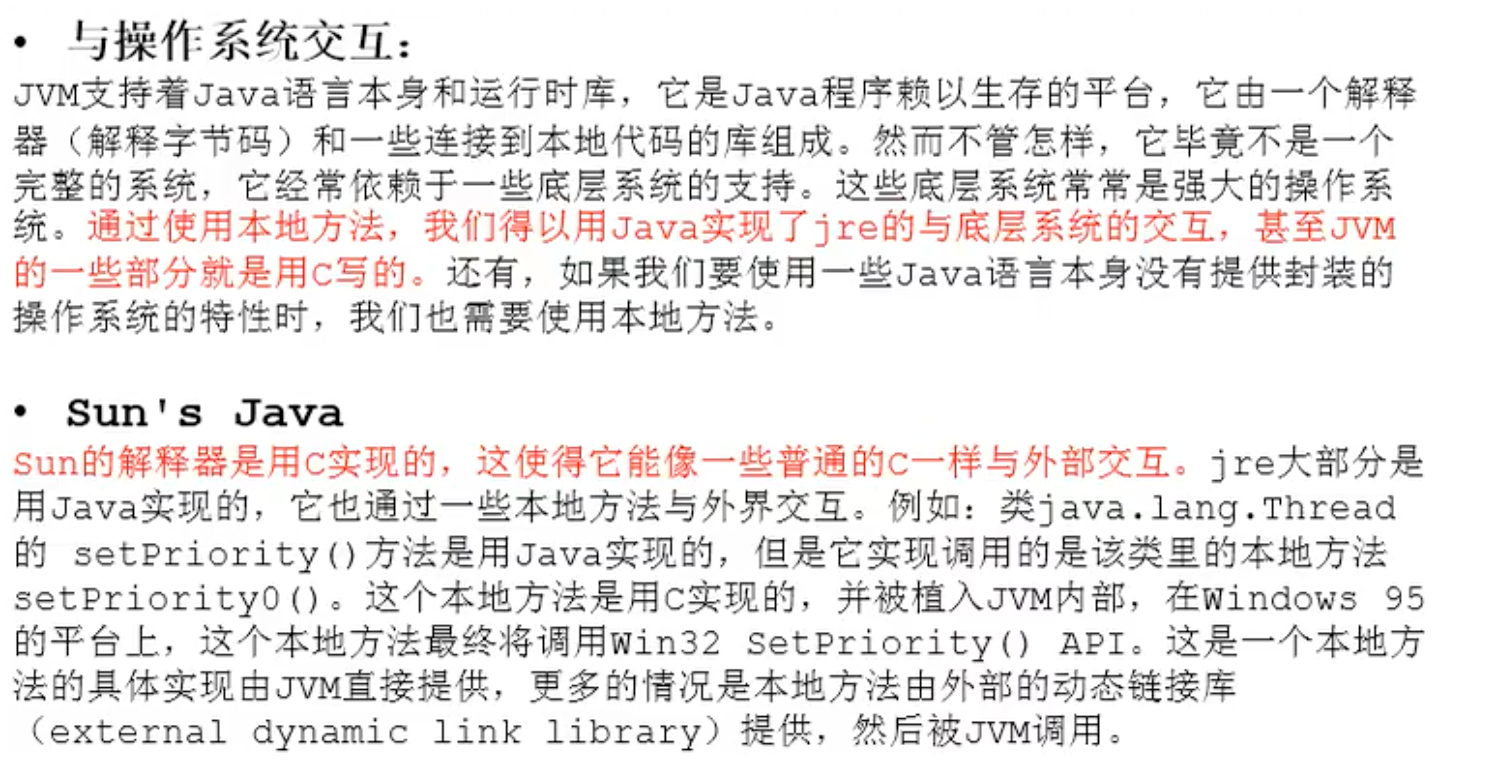 • 与操作系统交互：
JVM支持着Java语言本身和运行时库，它是Java程序赖以生存的平台，它由一个解释
器（解释字节码）和一些连接到本地代码的库组成。然而不管怎样，它毕竟不是一个
完整的系统，它经常依赖于一些底层系统的支持。这些底层系统常常是强大的操作系
统。通过使用本地方法，我们得以用Java实现了jre的与底层系统的交互，甚至JVM
的一些部分就是用C写的。还有，如果我们要使用一些Java语言本身没有提供封装的
操作系统的特性时，我们也需要使用本地方法。
• Sun's Java
Sun的解释器是用C实现的，这使得它能像一些普通的C一样与外部交互。jre大部分是
用Java实现的，它也通过一些本地方法与外界交互。例如：类java.lang.Thread
的 setPriority()方法是用Java实现的，但是它实现调用的是该类里的本地方法
setPriority0()。这个本地方法是用C实现的，并被植入JVM内部，在Windows 95
的平台上，这个本地方法最终将调用Win32 SetPriority() API。这是一个本地方
法的具体实现由JVM直接提供，更多的情况是本地方法由外部的动态链接库
（external dynamic link library）提供，然后被JVM调用。